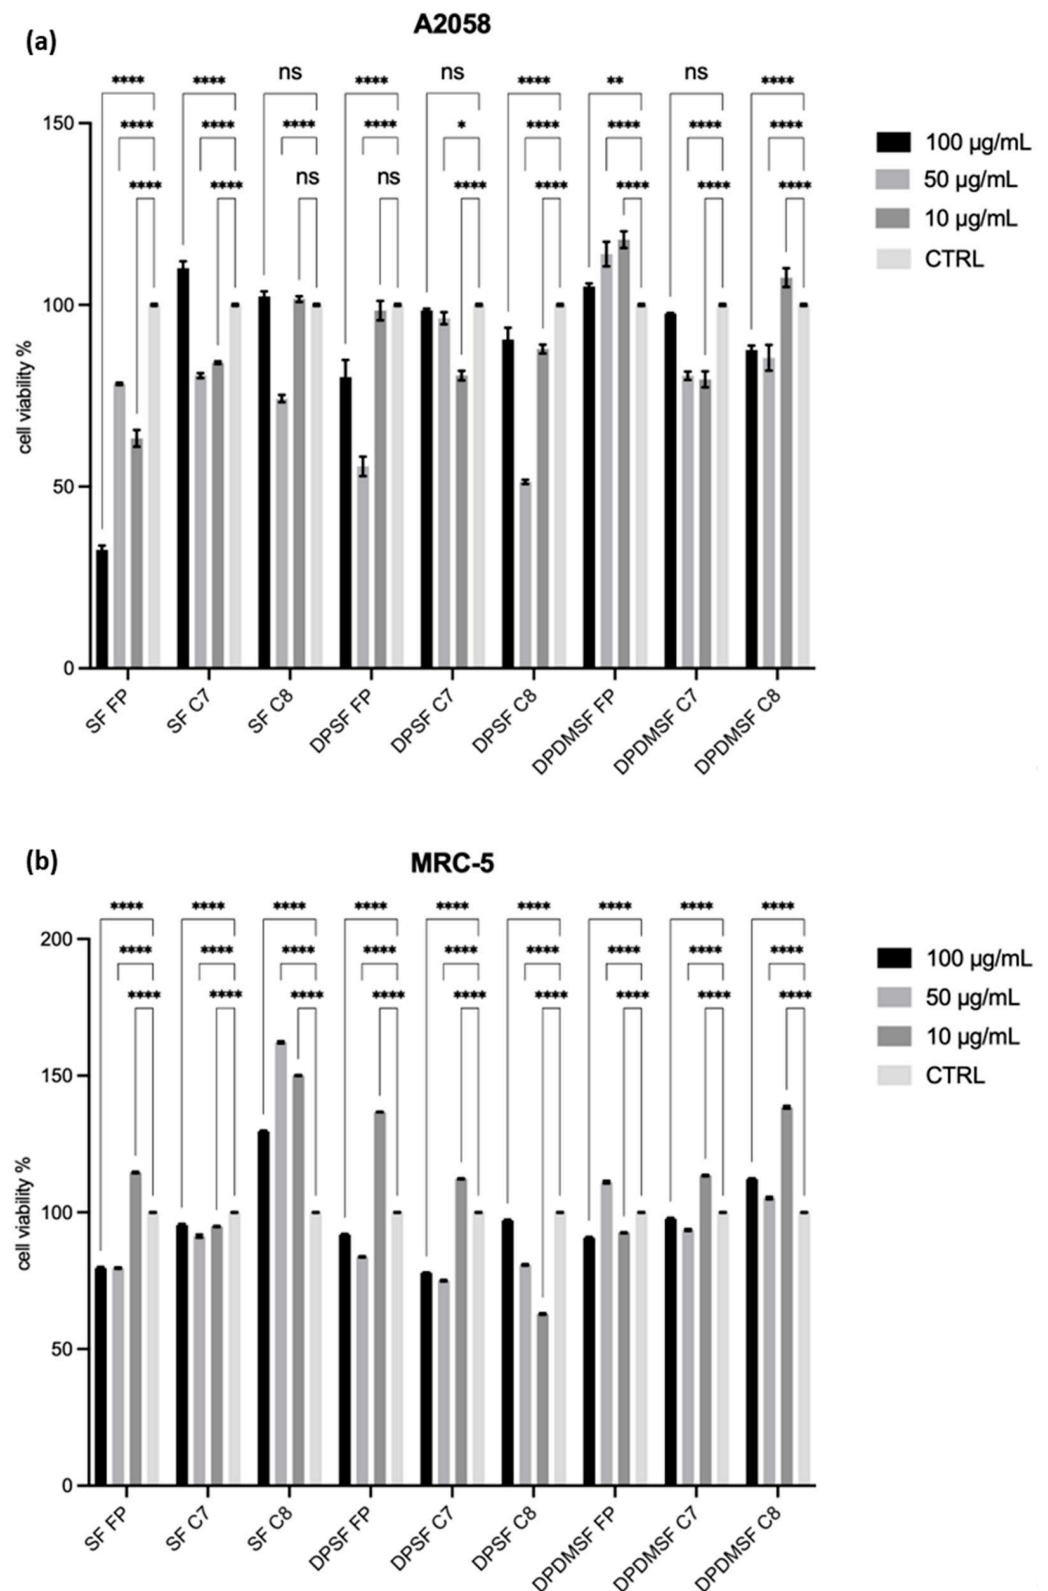 (a)
A2058
**** **** ns **** ns **** ** ns ****
**** **** **** **** * **** **** **** ****
**** **** ns ns **** **** **** **** ****
150
100
50
0
cell viability %
100 µg/mL
50 µg/mL
10 µg/mL
CTRL
SF FP
SF C7
SF C8
DPSF FP
DPSF C7
DPSF C8
DPDMSF FP
DPDMSF C7
DPDMSF C8
(b)
MRC-5
**** **** **** **** **** **** **** **** ****
**** **** **** **** **** **** **** **** ****
**** **** **** **** **** **** **** **** ****
200
150
100
50
0
cell viability %
100 µg/mL
50 µg/mL
10 µg/mL
CTRL
SF FP
SF C7
SF C8
DPSF FP
DPSF C7
DPSF C8
DPDMSF FP
DPDMSF C7
DPDMSF C8